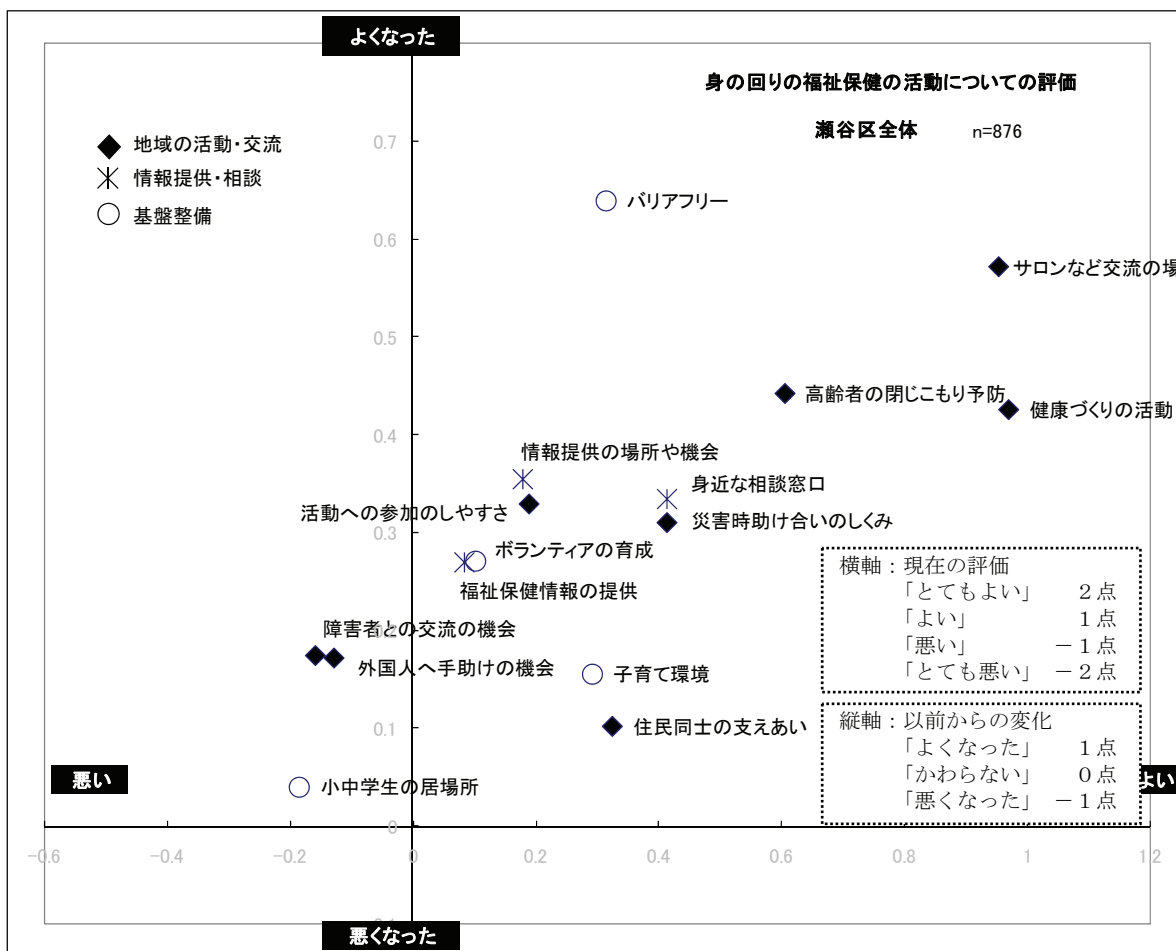 よくなった
身の回りの福祉保健の活動についての評価
瀬谷区全体 n=876
地域の活動・交流
情報提供・相談
基盤整備
0.7
0.6
0.5
0.4
0.3
0.2
0.1
0
バリアフリー
サロンなど交流の場
高齢者の閉じこもり予防
健康づくりの活動
情報提供の場所や機会
身近な相談窓口
活動への参加のしやすさ
災害時助け合いのしくみ
ボランティアの育成
福祉保健情報の提供
障害者との交流の機会
外国人へ手助けの機会
子育て環境
住民同士の支えあい
小中学生の居場所
横軸：現在の評価
「とてもよい」 2点
「よい」 1点
「悪い」 −1点
「とても悪い」 −2点
縦軸：以前からの変化
「よくなった」 1点
「かわらない」 0点
「悪くなった」 −1点
悪い
よい
−0.6 −0.4 −0.2 0 0.2 0.4 0.6 0.8 1 1.2
悪くなった